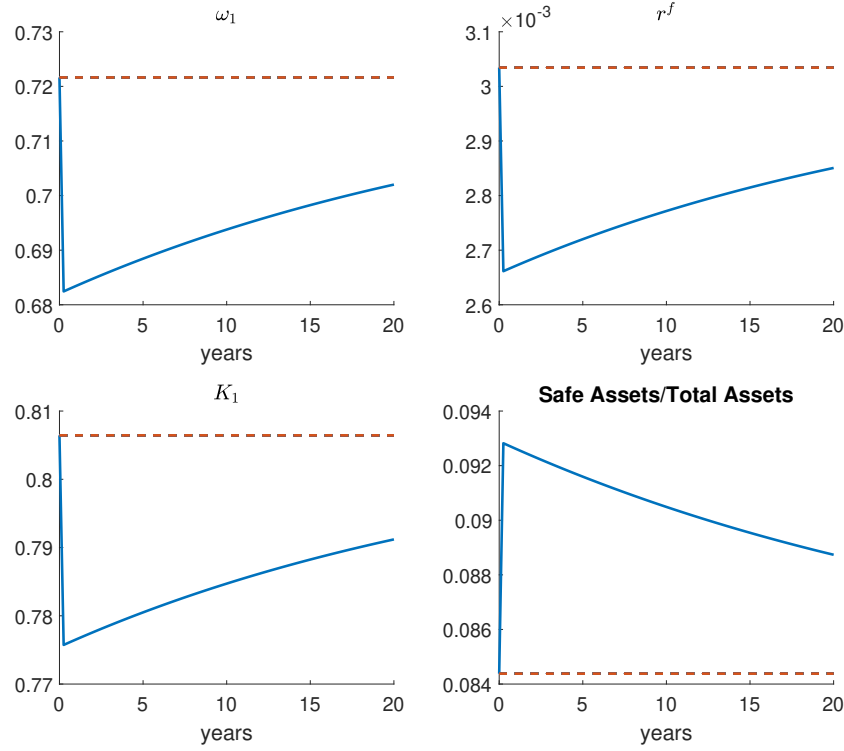 ω₁
0.73
0.72
0.71
0.7
0.69
0.68
0 5 10 15 20
years
r^f
×10⁻³
3.1
3
2.9
2.8
2.7
2.6
0 5 10 15 20
years
K₁
0.81
0.8
0.79
0.78
0.77
0 5 10 15 20
years
Safe Assets/Total Assets
0.094
0.092
0.09
0.088
0.086
0.084
0 5 10 15 20
years